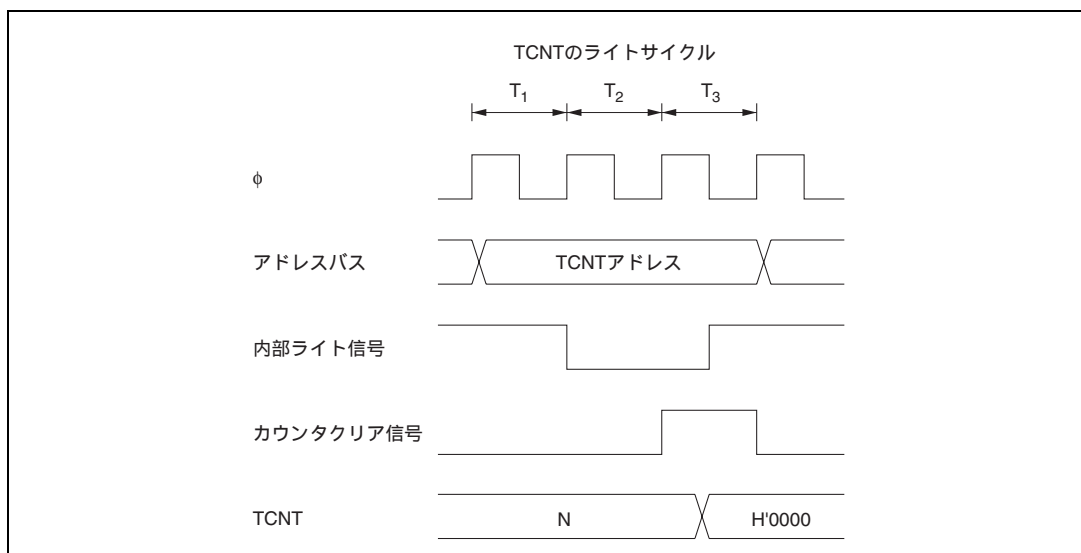 TCNTのライトサイクル
T1 T2 T3
φ
アドレスバス TCNTアドレス
内部ライト信号
カウンタクリア信号
TCNT N H'0000